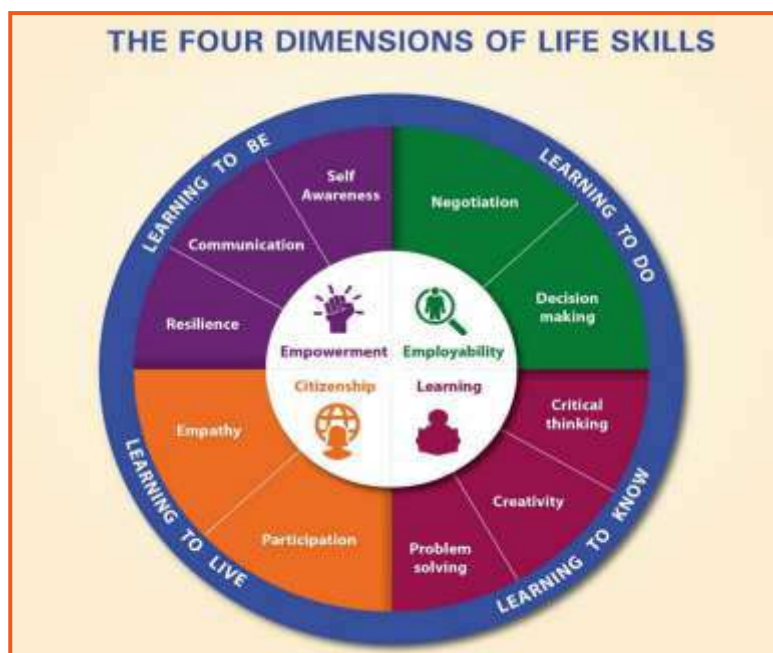 THE FOUR DIMENSIONS OF LIFE SKILLS
LEARNING TO BE
Self
Awareness
Communication
Resilience
LEARNING TO DO
Negotiation
Decision
making
Empowerment
Employability
Citizenship
Learning
LEARNING TO LIVE
Empathy
Participation
LEARNING TO KNOW
Critical
thinking
Creativity
Problem
solving